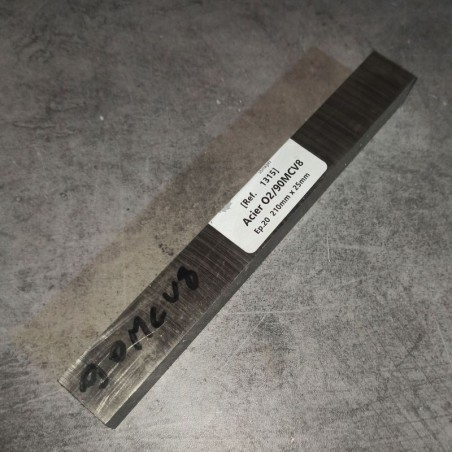 [Ref. 1315]
Acier O2/90MCV8
Ep.20 210mm x 25mm
90MCV8